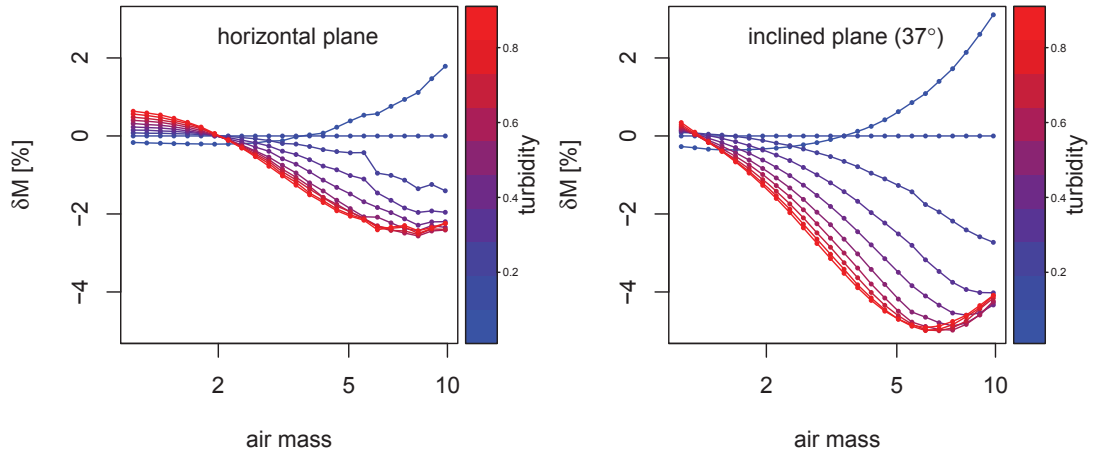 horizontal plane
2
0
−2
−4
δM [%]
2
5
10
air mass
0.8
0.6
0.4
0.2
turbidity
inclined plane (37°)
2
0
−2
−4
δM [%]
2
5
10
air mass
0.8
0.6
0.4
0.2
turbidity